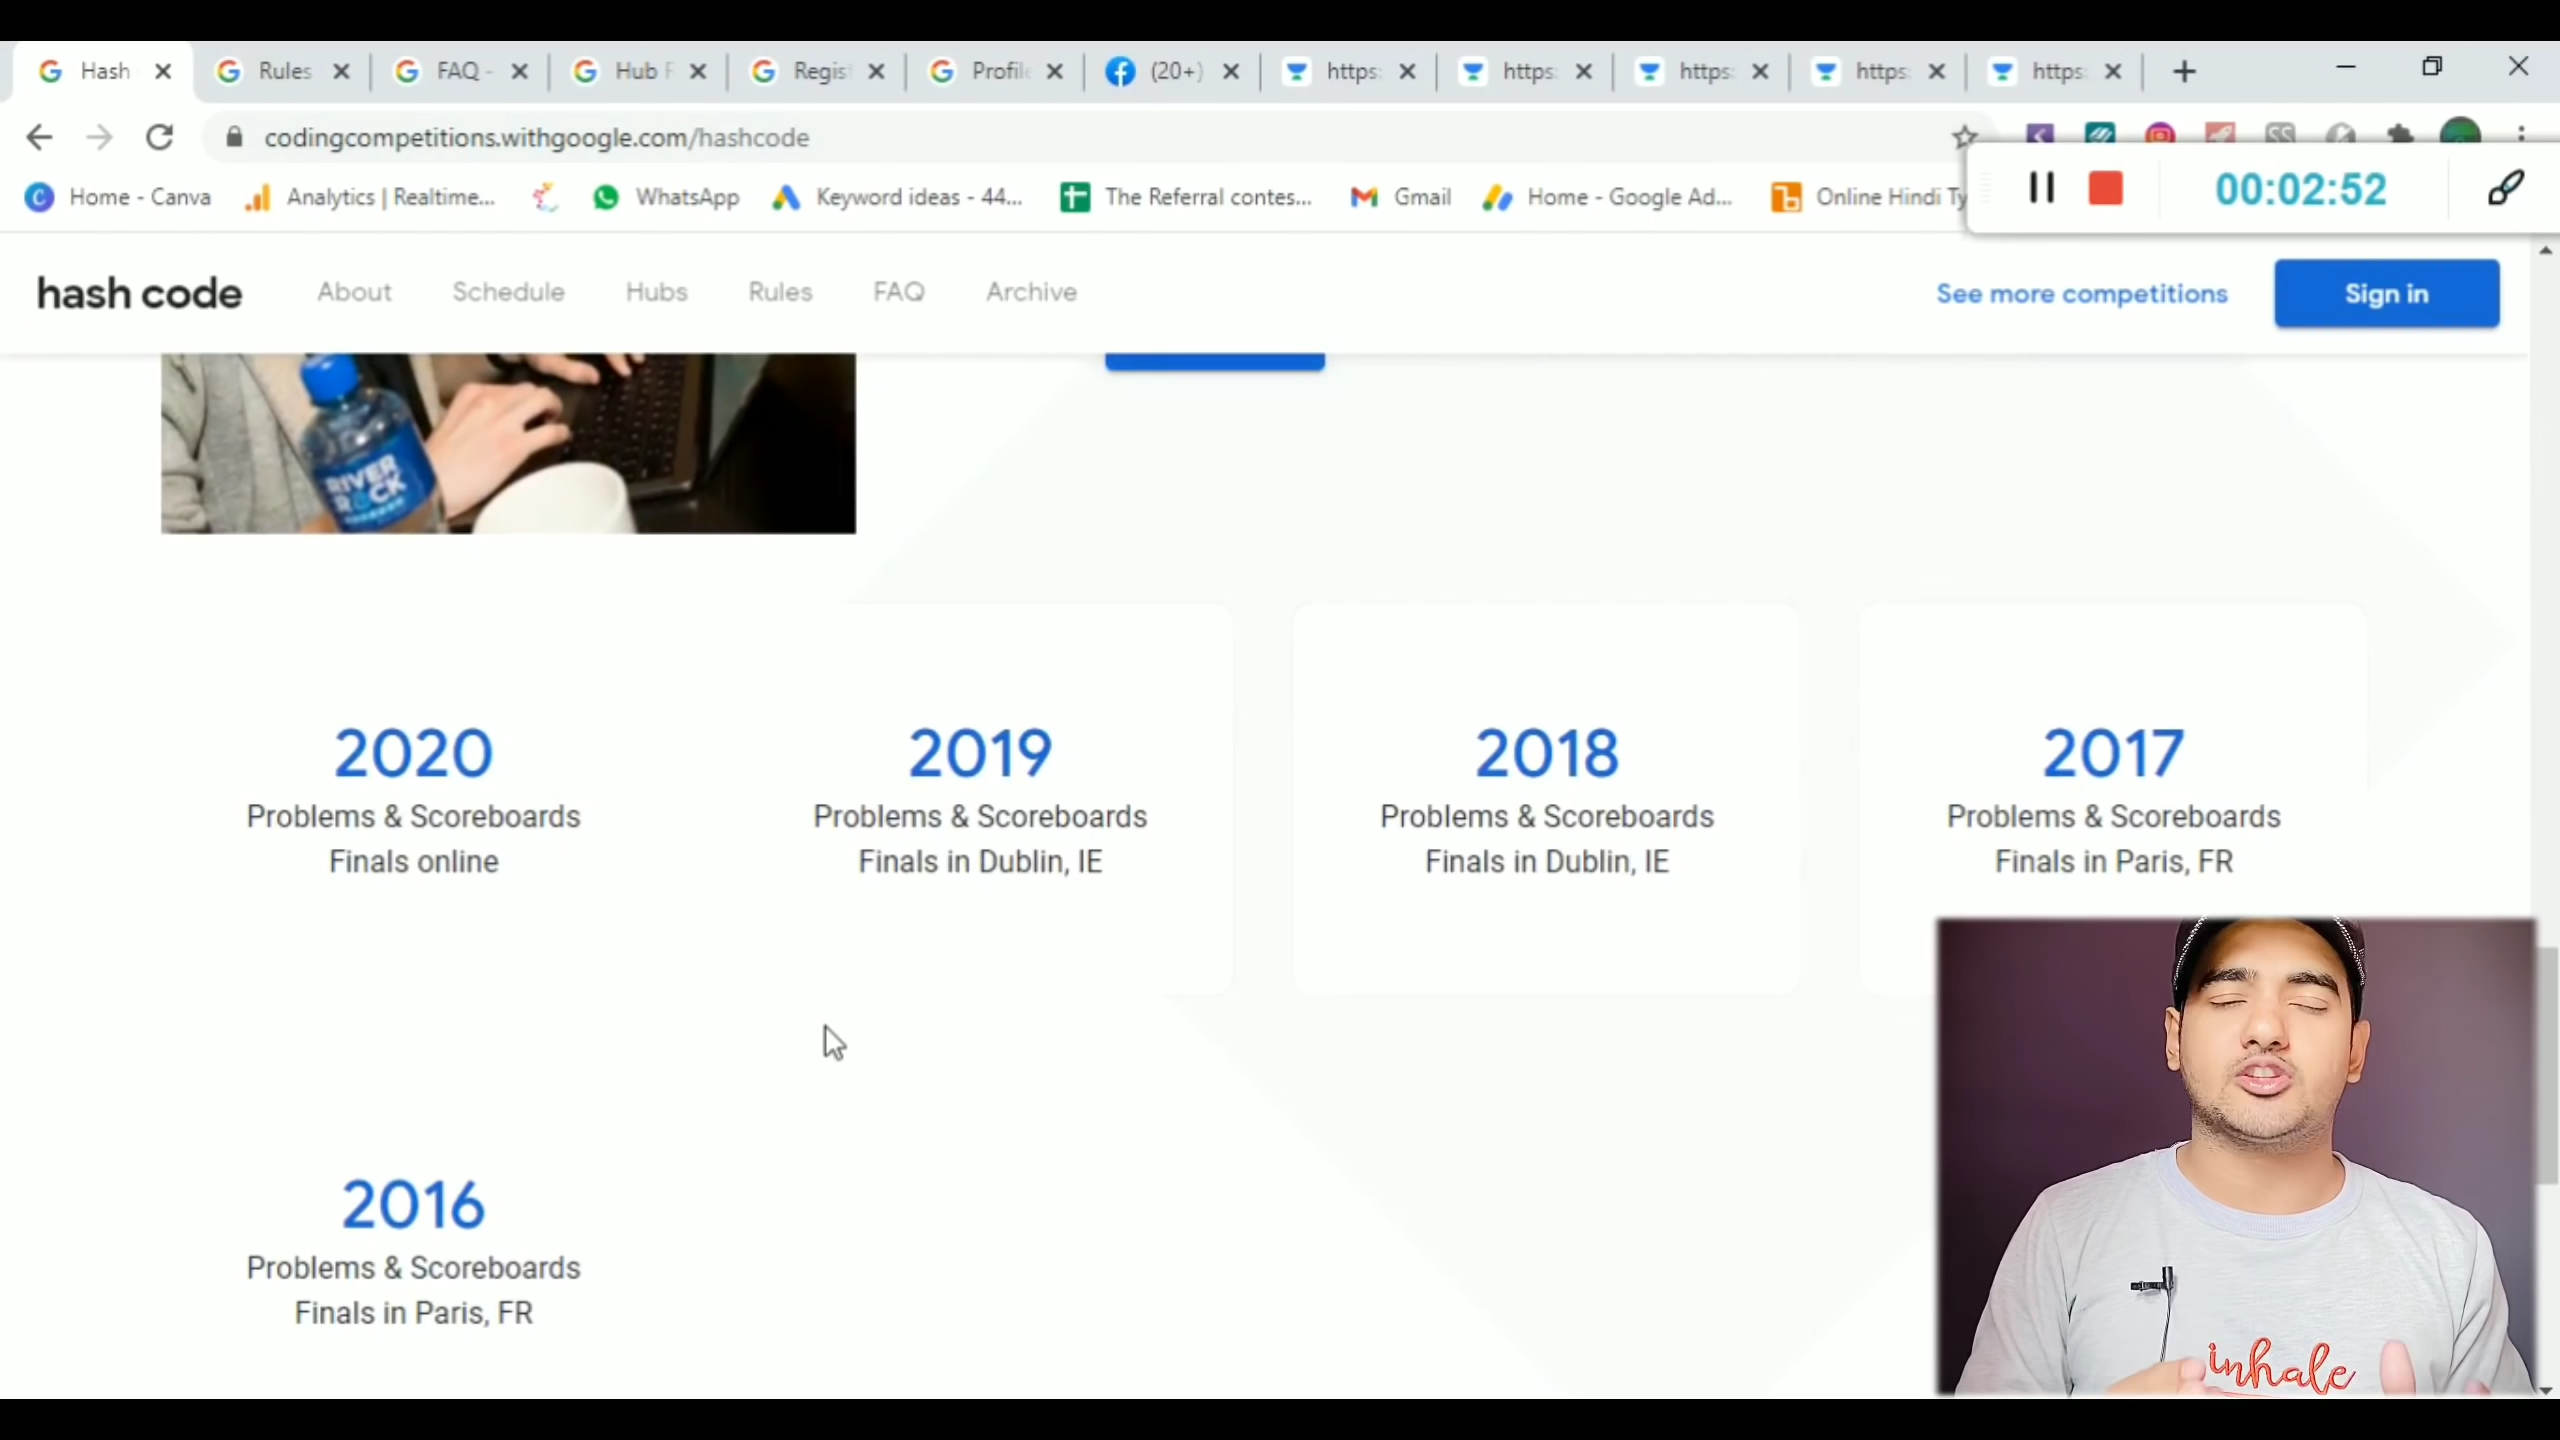 Hash
Rules
FAQ -
Hub F
Regis
Profile
(20+)
https:
https:
https:
https:
https:
codingcompetitions.withgoogle.com/hashcode
Home - Canva
Analytics | Realtime...
WhatsApp
Keyword ideas - 44...
The Referral contes...
Gmail
Home - Google Ad...
Online Hindi Ty
00:02:52
hash code
About
Schedule
Hubs
Rules
FAQ
Archive
See more competitions
Sign in
RIVER
ROCK
2020
Problems & Scoreboards
Finals online
2019
Problems & Scoreboards
Finals in Dublin, IE
2018
Problems & Scoreboards
Finals in Dublin, IE
2017
Problems & Scoreboards
Finals in Paris, FR
2016
Problems & Scoreboards
Finals in Paris, FR
inhale